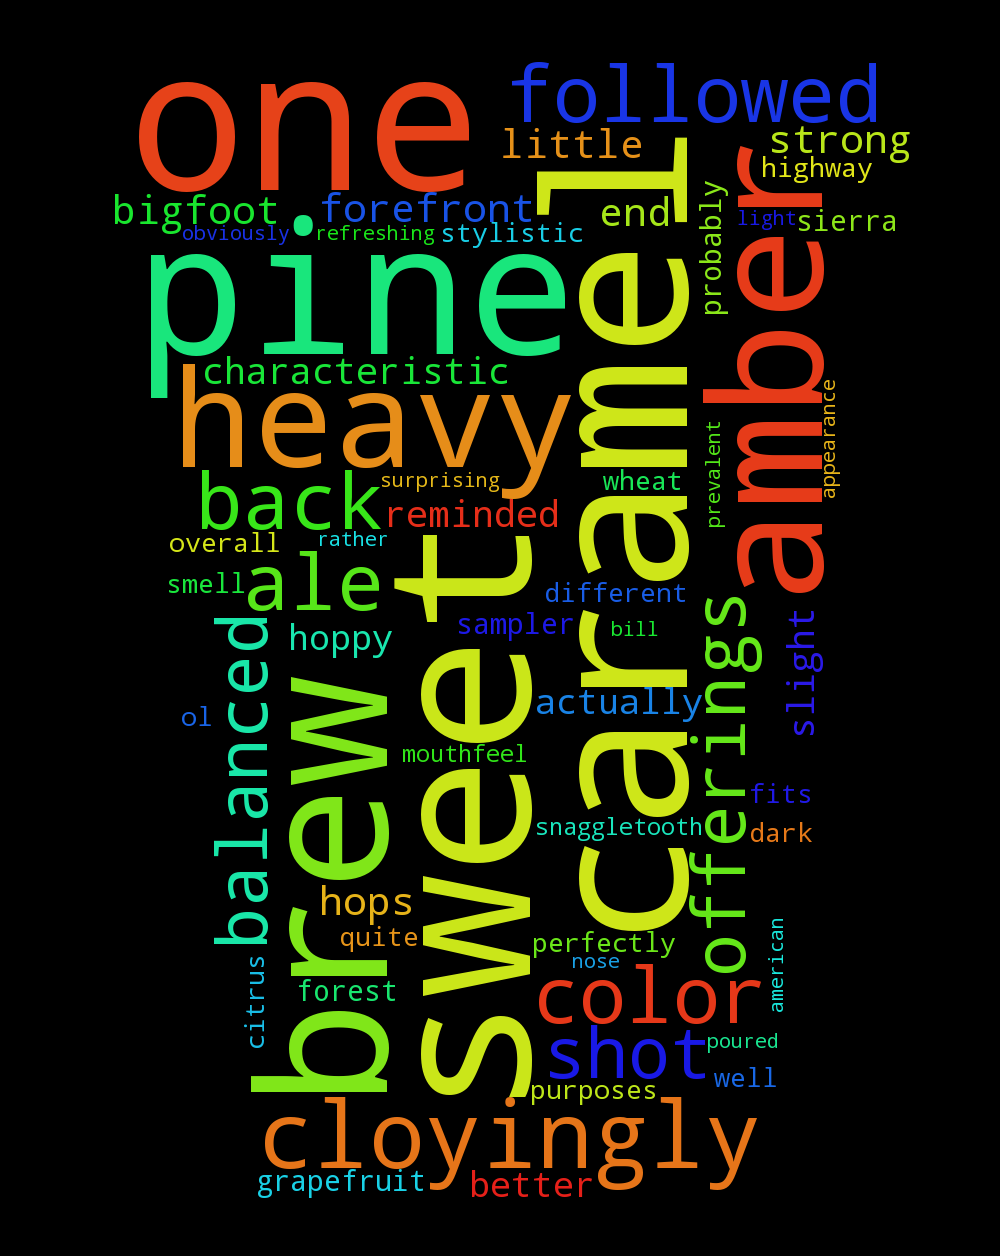 one
followed
little
strong
highway
bigfoot
forefront
end
probably
light
sierra
obviously
refreshing
stylistic
pine
caramel
amber
characteristic
heavy
appearance
back
surprising
wheat
prevalent
reminded
overall
rather
smell
ale
sweet
different
hoppy
sampler
bill
offerings
slight
balanced
brew
ol
actually
mouthfeel
fits
snaggletooth
dark
hops
quite
perfectly
nose
american
citrus
forest
color
shot
poured
well
purposes
cloyingly
grapefruit
better